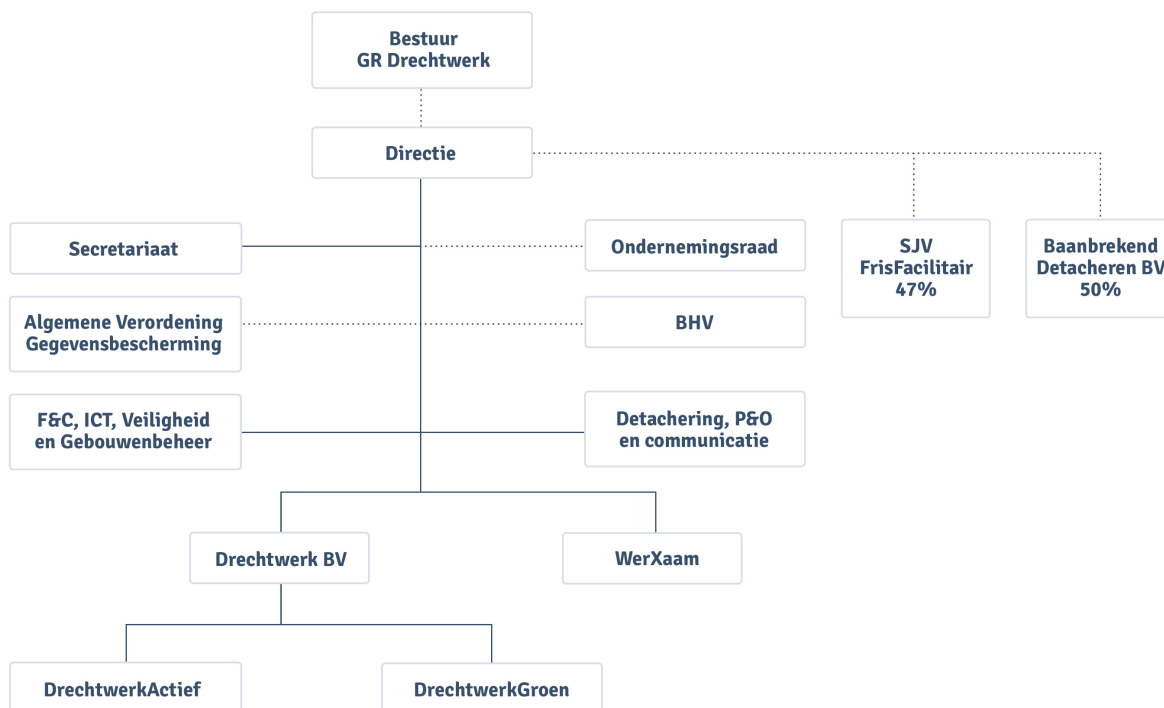 Bestuur
GR Drechtwerk
Directie
Secretariaat
Ondernemingsraad
SJV
FrisFacilitair
47%
Baanbrekend
Detacheren BV
50%
Algemene Verordening
Gegevensbescherming
BHV
F&C, ICT, Veiligheid
en Gebouwenbeheer
Detachering, P&O
en communicatie
Drechtwerk BV
WerXaam
DrechtwerkActief
DrechtwerkGroen